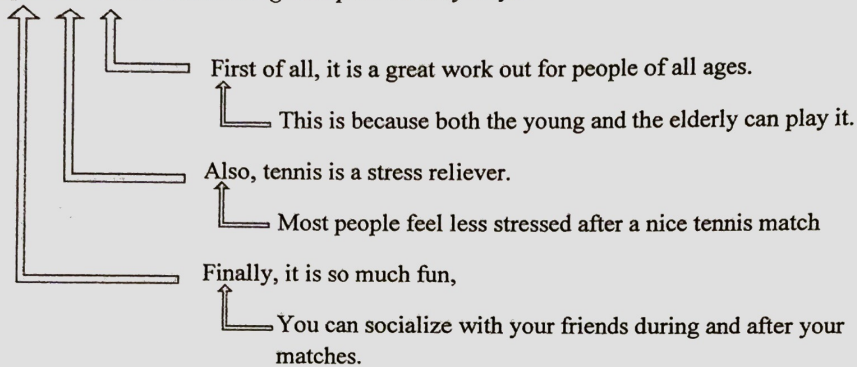 First of all, it is a great work out for people of all ages.
This is because both the young and the elderly can play it.
Also, tennis is a stress reliever.
Most people feel less stressed after a nice tennis match
Finally, it is so much fun,
You can socialize with your friends during and after your
matches.